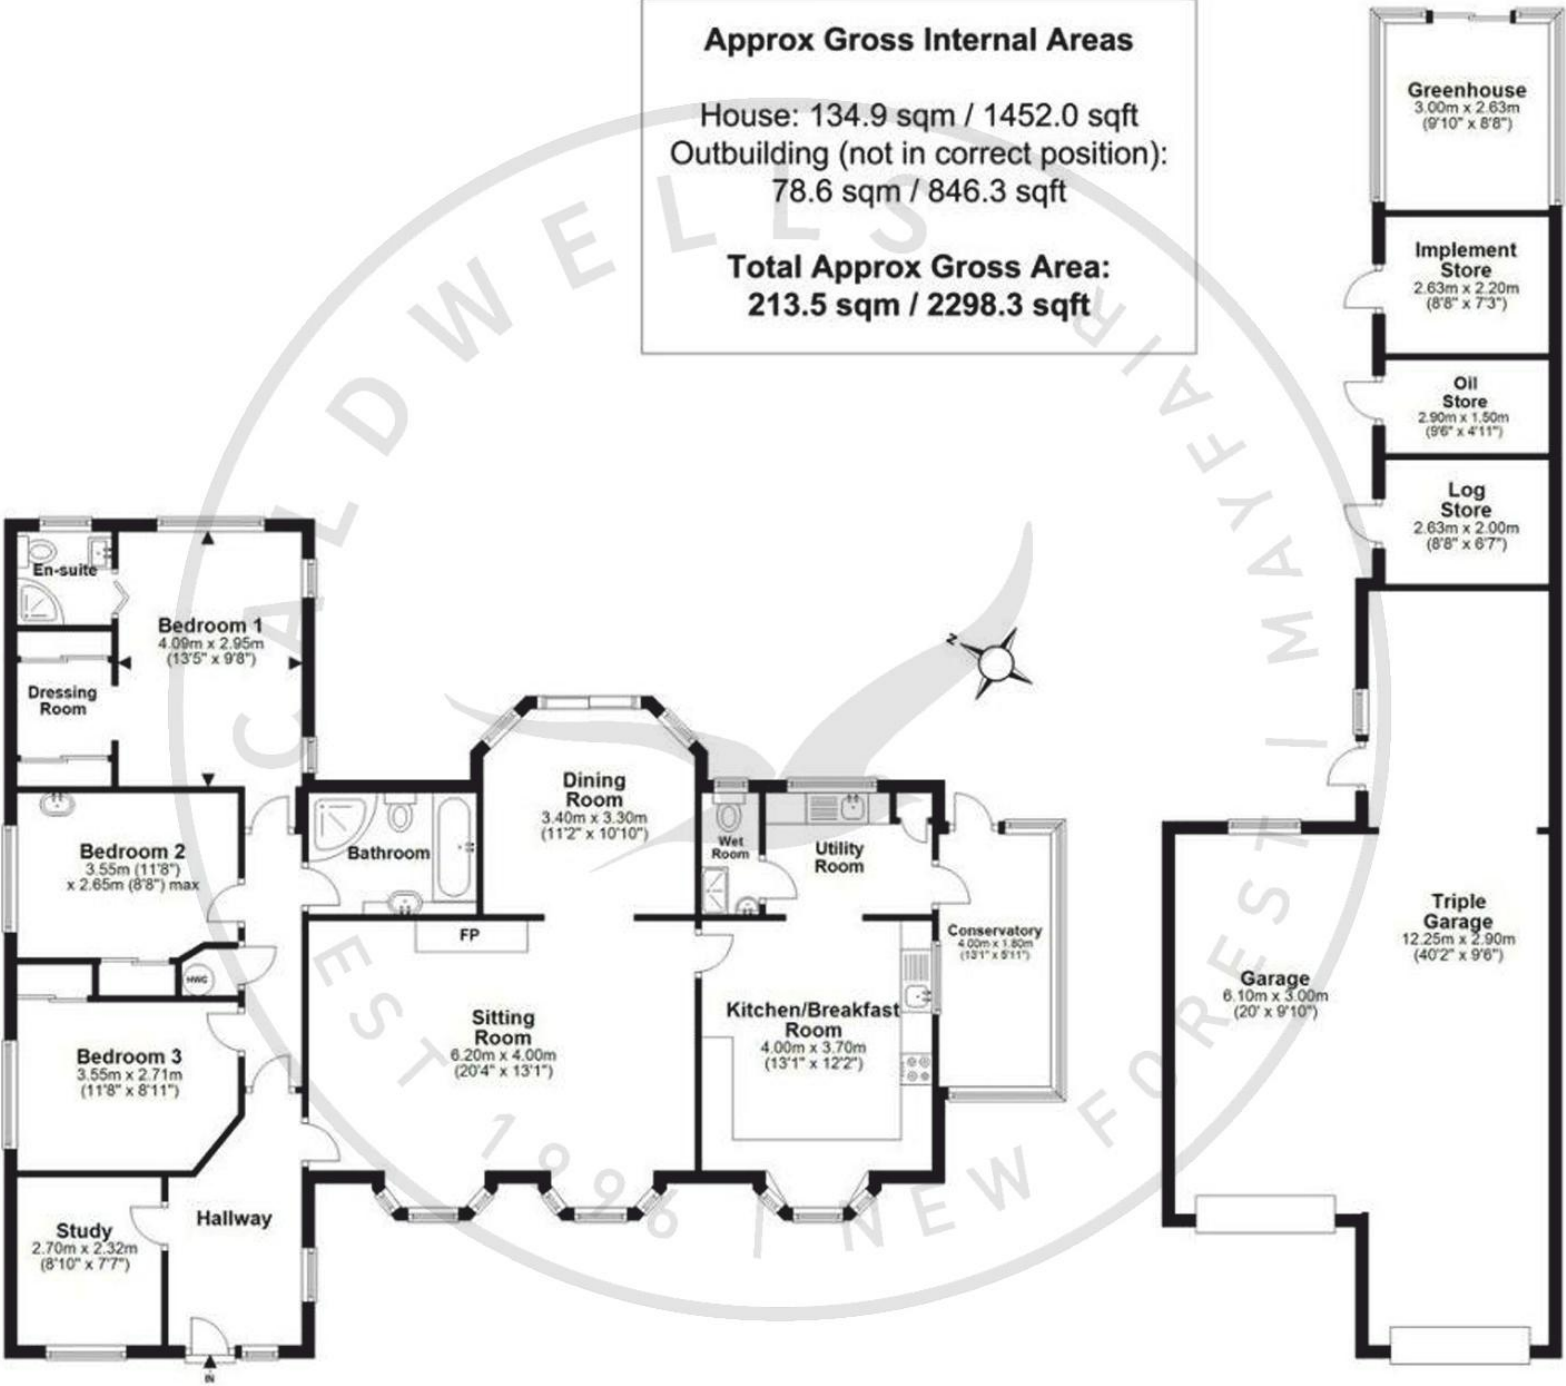 Approx Gross Internal Areas
House: 134.9 sqm / 1452.0 sqft
Outbuilding (not in correct position):
78.6 sqm / 846.3 sqft
Total Approx Gross Area:
213.5 sqm / 2298.3 sqft
Greenhouse
3.00m x 2.63m
(9'10" x 8'8")
Implement
Store
2.63m x 2.20m
(8'8" x 7'3")
Oil
Store
2.90m x 1.50m
(9'6" x 4'11")
Log
Store
2.63m x 2.00m
(8'8" x 6'7")
En-suite
Bedroom 1
4.09m x 2.95m
(13'5" x 9'8")
Dressing
Room
Bedroom 2
3.55m (11'8")
x 2.65m (8'8") max
HWC
Bathroom
Dining
Room
3.40m x 3.30m
(11'2" x 10'10")
Wet
Room
Utility
Room
N
FP
Conservatory
4.00m x 1.80m
(13'1" x 5'11")
Sitting
Room
6.20m x 4.00m
(20'4" x 13'1")
Kitchen/Breakfast
Room
4.00m x 3.70m
(13'1" x 12'2")
Bedroom 3
3.55m x 2.71m
(11'8" x 8'11")
Study
2.70m x 2.32m
(8'10" x 7'7")
Hallway
IN
Triple
Garage
12.25m x 2.90m
(40'2" x 9'6")
Garage
6.10m x 3.00m
(20' x 9'10")
CALDWELLS
EST 1996 | NEW FOREST | MAYFAIR